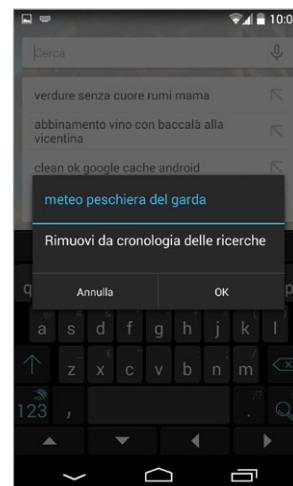 10:0
Cerca
verdure senza cuore rumi mama
abbinamento vino con baccalà alla
vicentina
clean ok google cache android
meteo peschiera del garda
Rimuovi da cronologia delle ricerche
Annulla
OK
q
p
a s d f g h j k l
z x c v b n m
123 , .